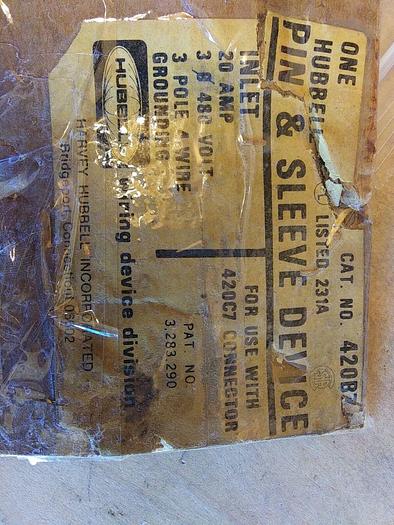 ONE
HUBBELL CAT. NO. 420B7
LISTED 231A
PIN & SLEEVE DEVICE
INLET
20 AMP
3 Ø 480 VOLT
3 POLE 4 WIRE
GROUNDING
FOR USE WITH
420C7 CONNECTOR
PAT NO
3,283,290
HUBBELL
wiring device division
HARVEY HUBBELL INCORPORATED
Bridgeport, Connecticut 06602